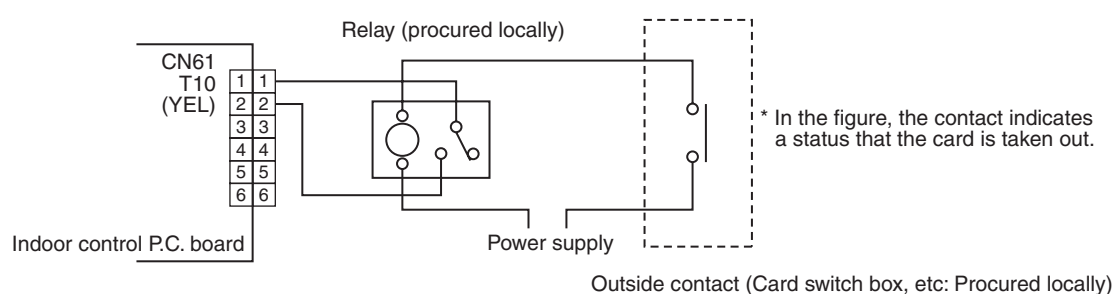 Relay (procured locally)
CN61
T10
(YEL)
1 1
2 2
3 3
4 4
5 5
6 6
* In the figure, the contact indicates
a status that the card is taken out.
Indoor control P.C. board
Power supply
Outside contact (Card switch box, etc: Procured locally)